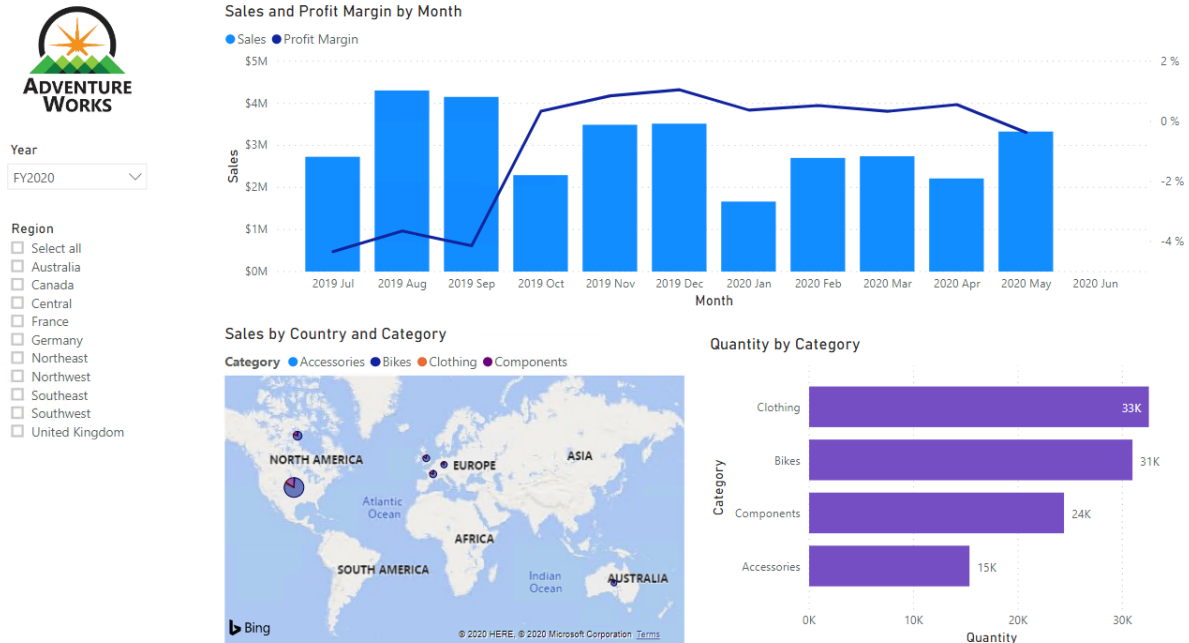 ADVENTURE
WORKS
Year
FY2020
Region
Select all
Australia
Canada
Central
France
Germany
Northeast
Northwest
Southeast
Southwest
United Kingdom
Sales and Profit Margin by Month
Sales Profit Margin
$5M
$4M
$3M
$2M
$1M
$0M
Sales
2 %
0 %
-2 %
-4 %
2019 Jul 2019 Aug 2019 Sep 2019 Oct 2019 Nov 2019 Dec 2020 Jan 2020 Feb 2020 Mar 2020 Apr 2020 May 2020 Jun
Month
Sales by Country and Category
Category Accessories Bikes Clothing Components
NORTH AMERICA
EUROPE
ASIA
Atlantic
Ocean
AFRICA
SOUTH AMERICA
Indian
Ocean
AUSTRALIA
Bing
© 2020 HERE, © 2020 Microsoft Corporation Terms
Quantity by Category
Category
Clothing 33K
Bikes 31K
Components 24K
Accessories 15K
0K 10K 20K 30K
Quantity